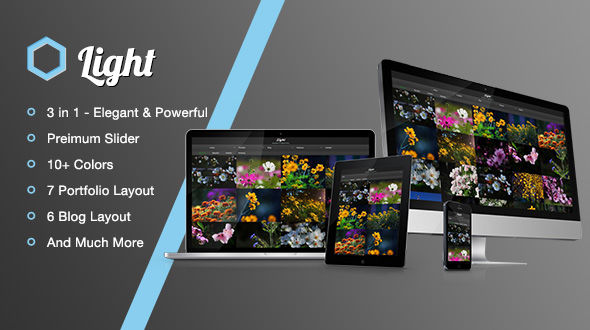 Light
3 in 1 - Elegant & Powerful
Preimum Slider
10+ Colors
7 Portfolio Layout
6 Blog Layout
And Much More
Light